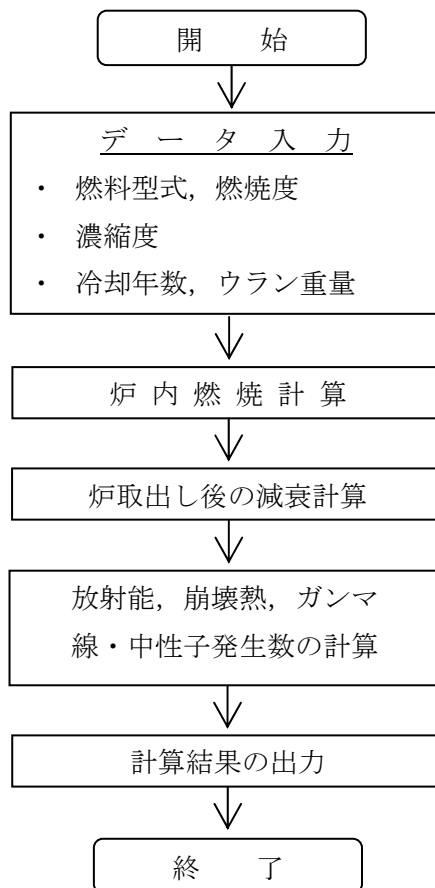 開 始
デ ー タ 入 力
・ 燃料型式，燃焼度
・ 濃縮度
・ 冷却年数，ウラン重量
炉 内 燃 焼 計 算
炉取出し後の減衰計算
放射能，崩壊熱，ガンマ
線・中性子発生数の計算
計算結果の出力
終 了